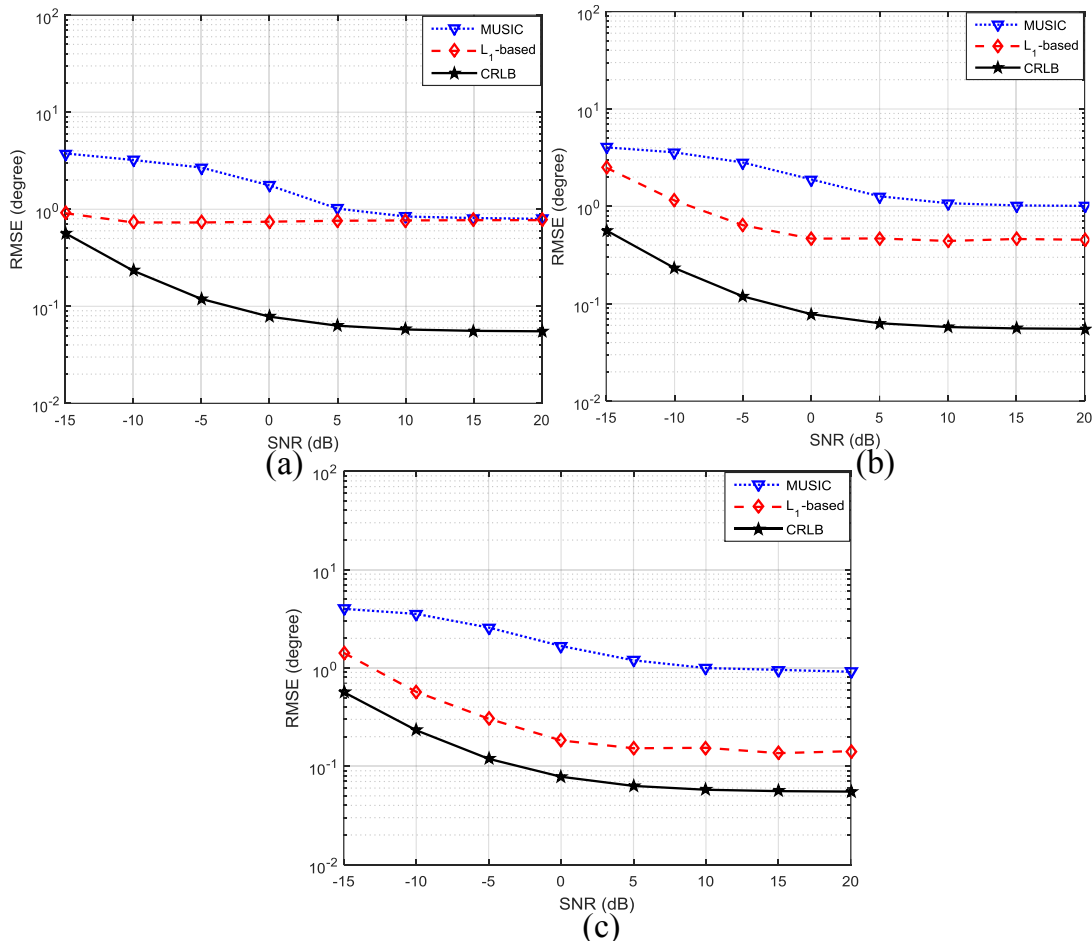 10^2
10^1
10^0
10^-1
10^-2
RMSE (degree)
-15 -10 -5 0 5 10 15 20
SNR (dB)
MUSIC
L_1-based
CRLB
(a)
10^2
10^1
10^0
10^-1
10^-2
RMSE (degree)
-15 -10 -5 0 5 10 15 20
SNR (dB)
MUSIC
L_1-based
CRLB
(b)
10^2
10^1
10^0
10^-1
10^-2
RMSE (degree)
-15 -10 -5 0 5 10 15 20
SNR (dB)
MUSIC
L_1-based
CRLB
(c)